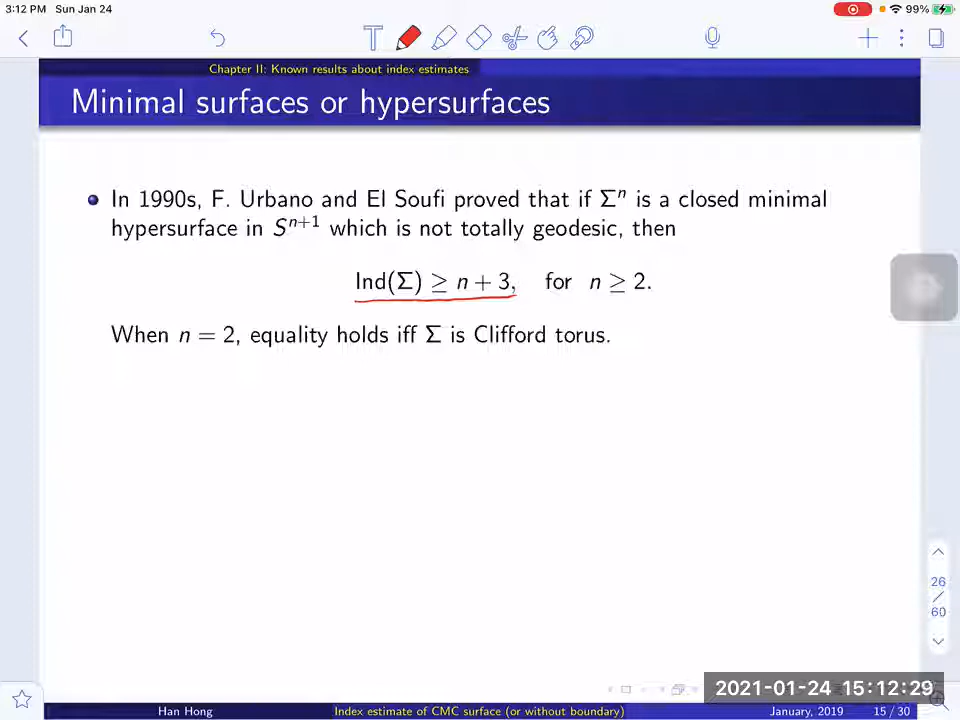 3:12 PM Sun Jan 24
99%
Chapter II: Known results about index estimates
Minimal surfaces or hypersurfaces
In 1990s, F. Urbano and El Soufi proved that if Σⁿ is a closed minimal
hypersurface in Sⁿ⁺¹ which is not totally geodesic, then
Ind(Σ) ≥ n + 3, for n ≥ 2.
When n = 2, equality holds iff Σ is Clifford torus.
26
/
60
2021-01-24 15:12:29
Han Hong Index estimate of CMC surface (or without boundary) January, 2019 15 / 30